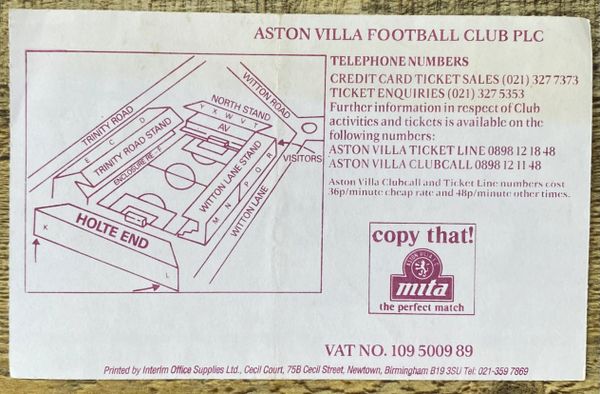 ASTON VILLA FOOTBALL CLUB PLC
TELEPHONE NUMBERS
CREDIT CARD TICKET SALES (021) 327 7373
TICKET ENQUIRIES (021) 327 5353
Further information in respect of Club
activities and tickets is available on the
following numbers:
ASTON VILLA TICKET LINE 0898 12 18 48
ASTON VILLA CLUBCALL 0898 12 11 48
Aston Villa Clubcall and Ticket Line numbers cost
36p/minute cheap rate and 48p/minute other times.
TRINITY ROAD
TRINITY ROAD
E C D
TRINITY ROAD STAND
ENCLOSURE RE - F
NORTH STAND
Y X W V T
AV
WITTON ROAD
VISITORS
WITTON LANE STAND
M N P O R
WITTON LANE
HOLTE END
K
L
copy that!
ASTON VILLA F.C.
mita
the perfect match
VAT NO. 109 5009 89
Printed by Interim Office Supplies Ltd., Cecil Court, 75B Cecil Street, Newtown, Birmingham B19 3SU Tel: 021-359 7869